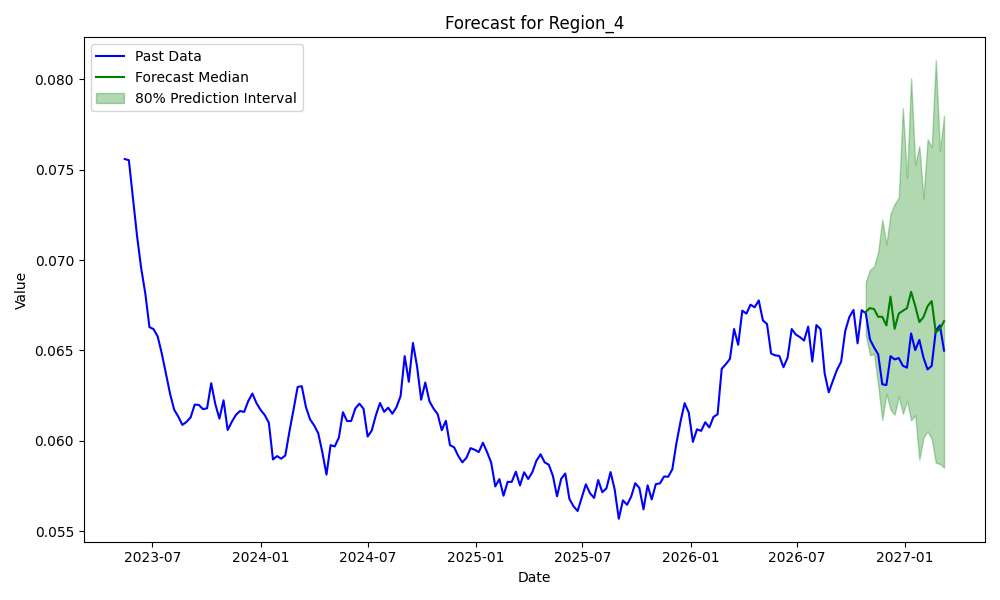 Forecast for Region_4
Past Data
Forecast Median
80% Prediction Interval
0.080
0.075
0.070
0.065
0.060
0.055
Value
2023-07
2024-01
2024-07
2025-01
2025-07
2026-01
2026-07
2027-01
Date